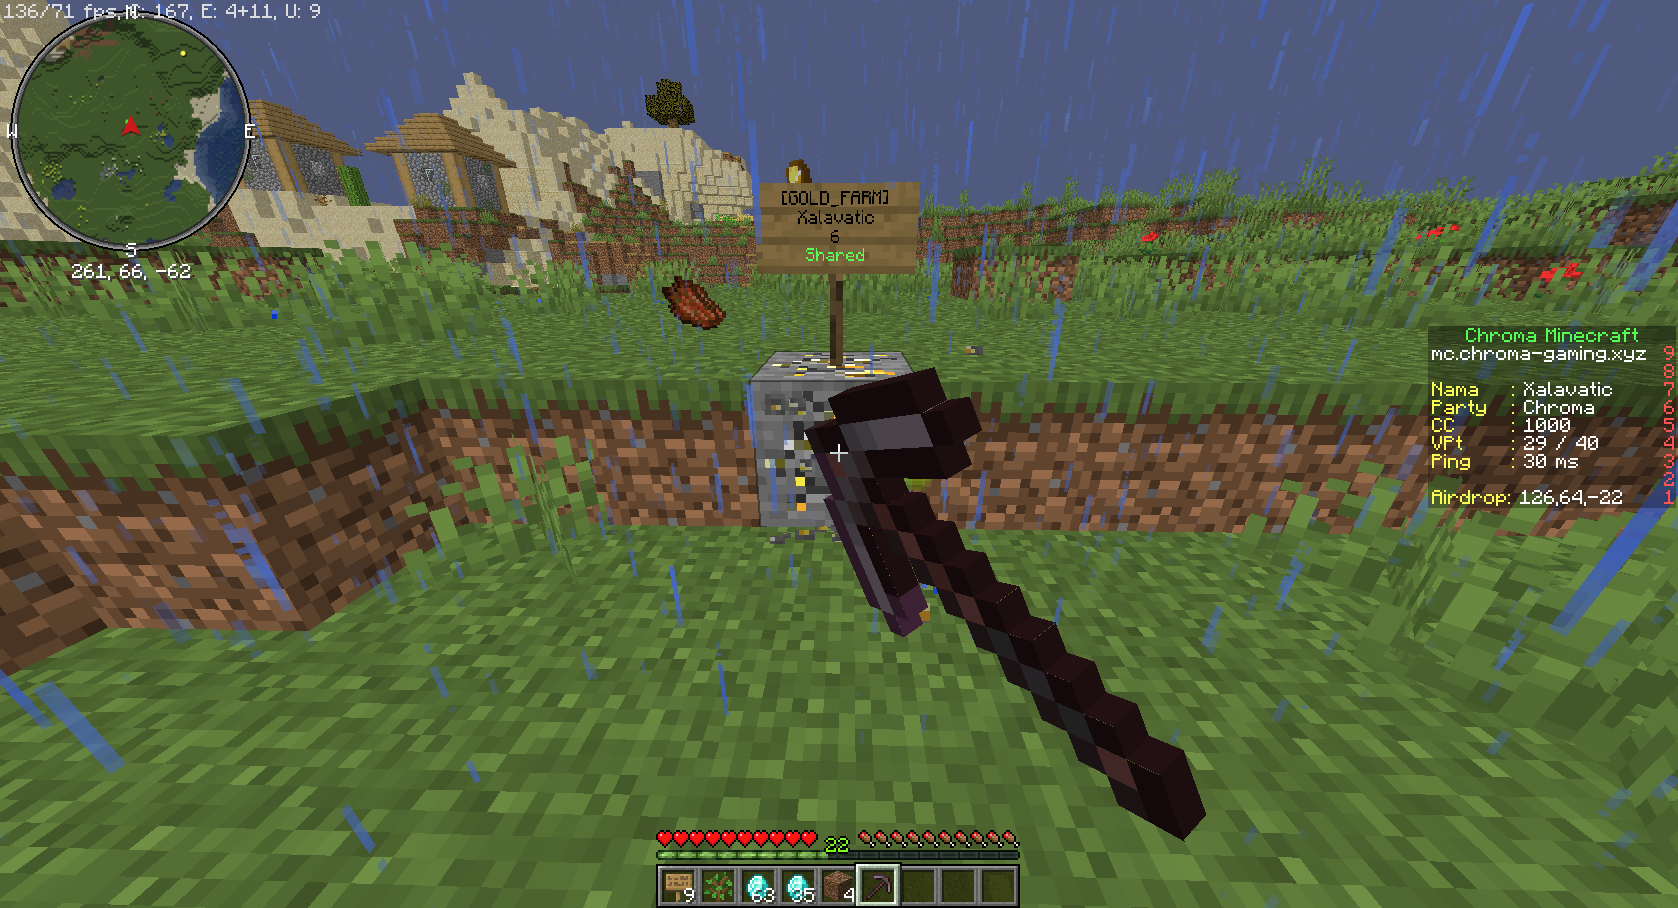 136/71 fps, N: 167, E: 4+11, U: 9
N
W
E
S
261, 66, -62
[GOLD_FARM]
Xalavatic
6
Shared
Chroma Minecraft
mc.chroma-gaming.xyz 9
8
Nama : Xalavatic 7
Party : Chroma 6
CC : 1000 5
VPt : 29 / 40 4
Ping : 30 ms 3
2
Airdrop: 126,64,-22 1
22
9
63
35
4